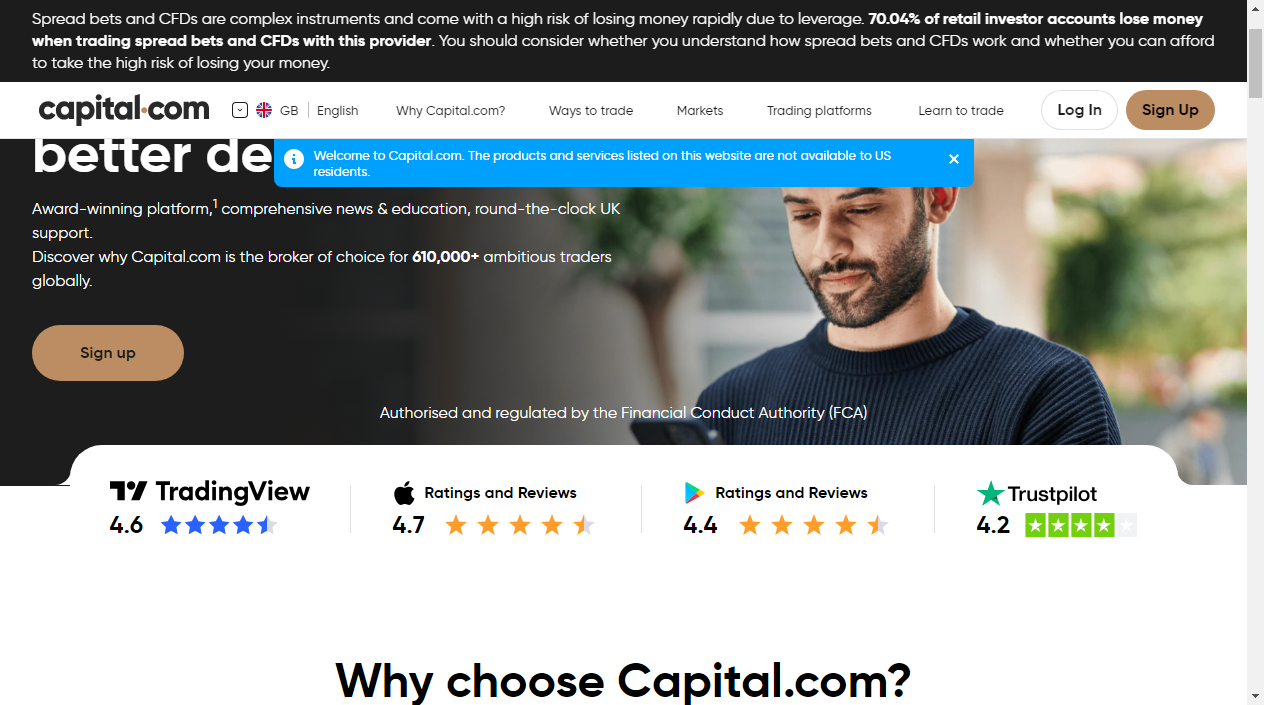 Spread bets and CFDs are complex instruments and come with a high risk of losing money rapidly due to leverage. 70.04% of retail investor accounts lose money
when trading spread bets and CFDs with this provider. You should consider whether you understand how spread bets and CFDs work and whether you can afford
to take the high risk of losing your money.
capital.com GB English Why Capital.com? Ways to trade Markets Trading platforms Learn to trade Log In Sign Up
better de
Welcome to Capital.com. The products and services listed on this website are not available to US
residents.
Award-winning platform,1 comprehensive news & education, round-the-clock UK
support.
Discover why Capital.com is the broker of choice for 610,000+ ambitious traders
globally.
Sign up
Authorised and regulated by the Financial Conduct Authority (FCA)
TradingView Ratings and Reviews Ratings and Reviews Trustpilot
4.6 4.7 4.4 4.2
Why choose Capital.com?